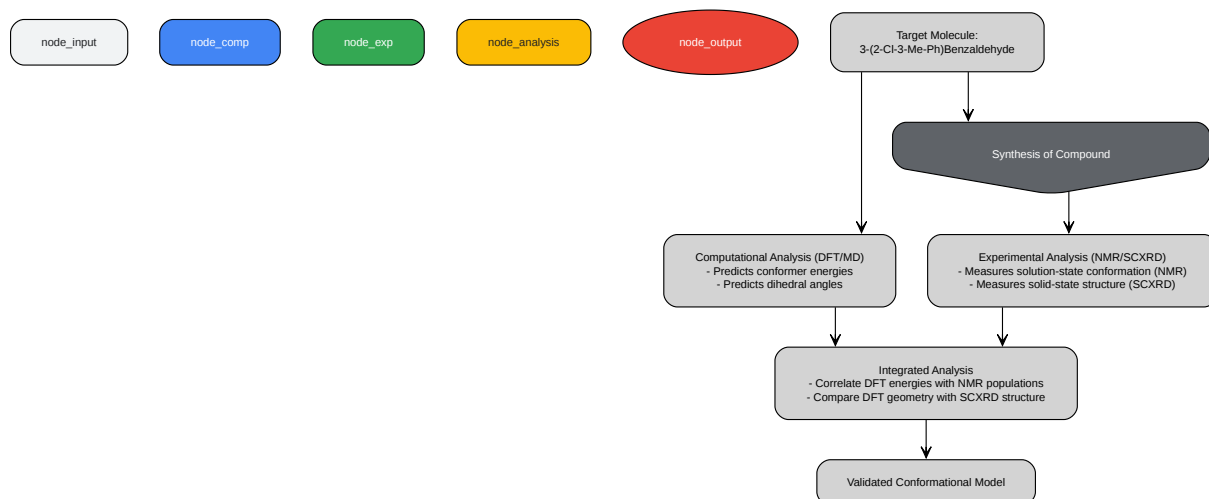 node_input
node_comp
node_exp
node_analysis
node_output
Target Molecule:
3-(2-Cl-3-Me-Ph)Benzaldehyde
Synthesis of Compound
Computational Analysis (DFT/MD)
- Predicts conformer energies
- Predicts dihedral angles
Experimental Analysis (NMR/SCXRD)
- Measures solution-state conformation (NMR)
- Measures solid-state structure (SCXRD)
Integrated Analysis
- Correlate DFT energies with NMR populations
- Compare DFT geometry with SCXRD structure
Validated Conformational Model